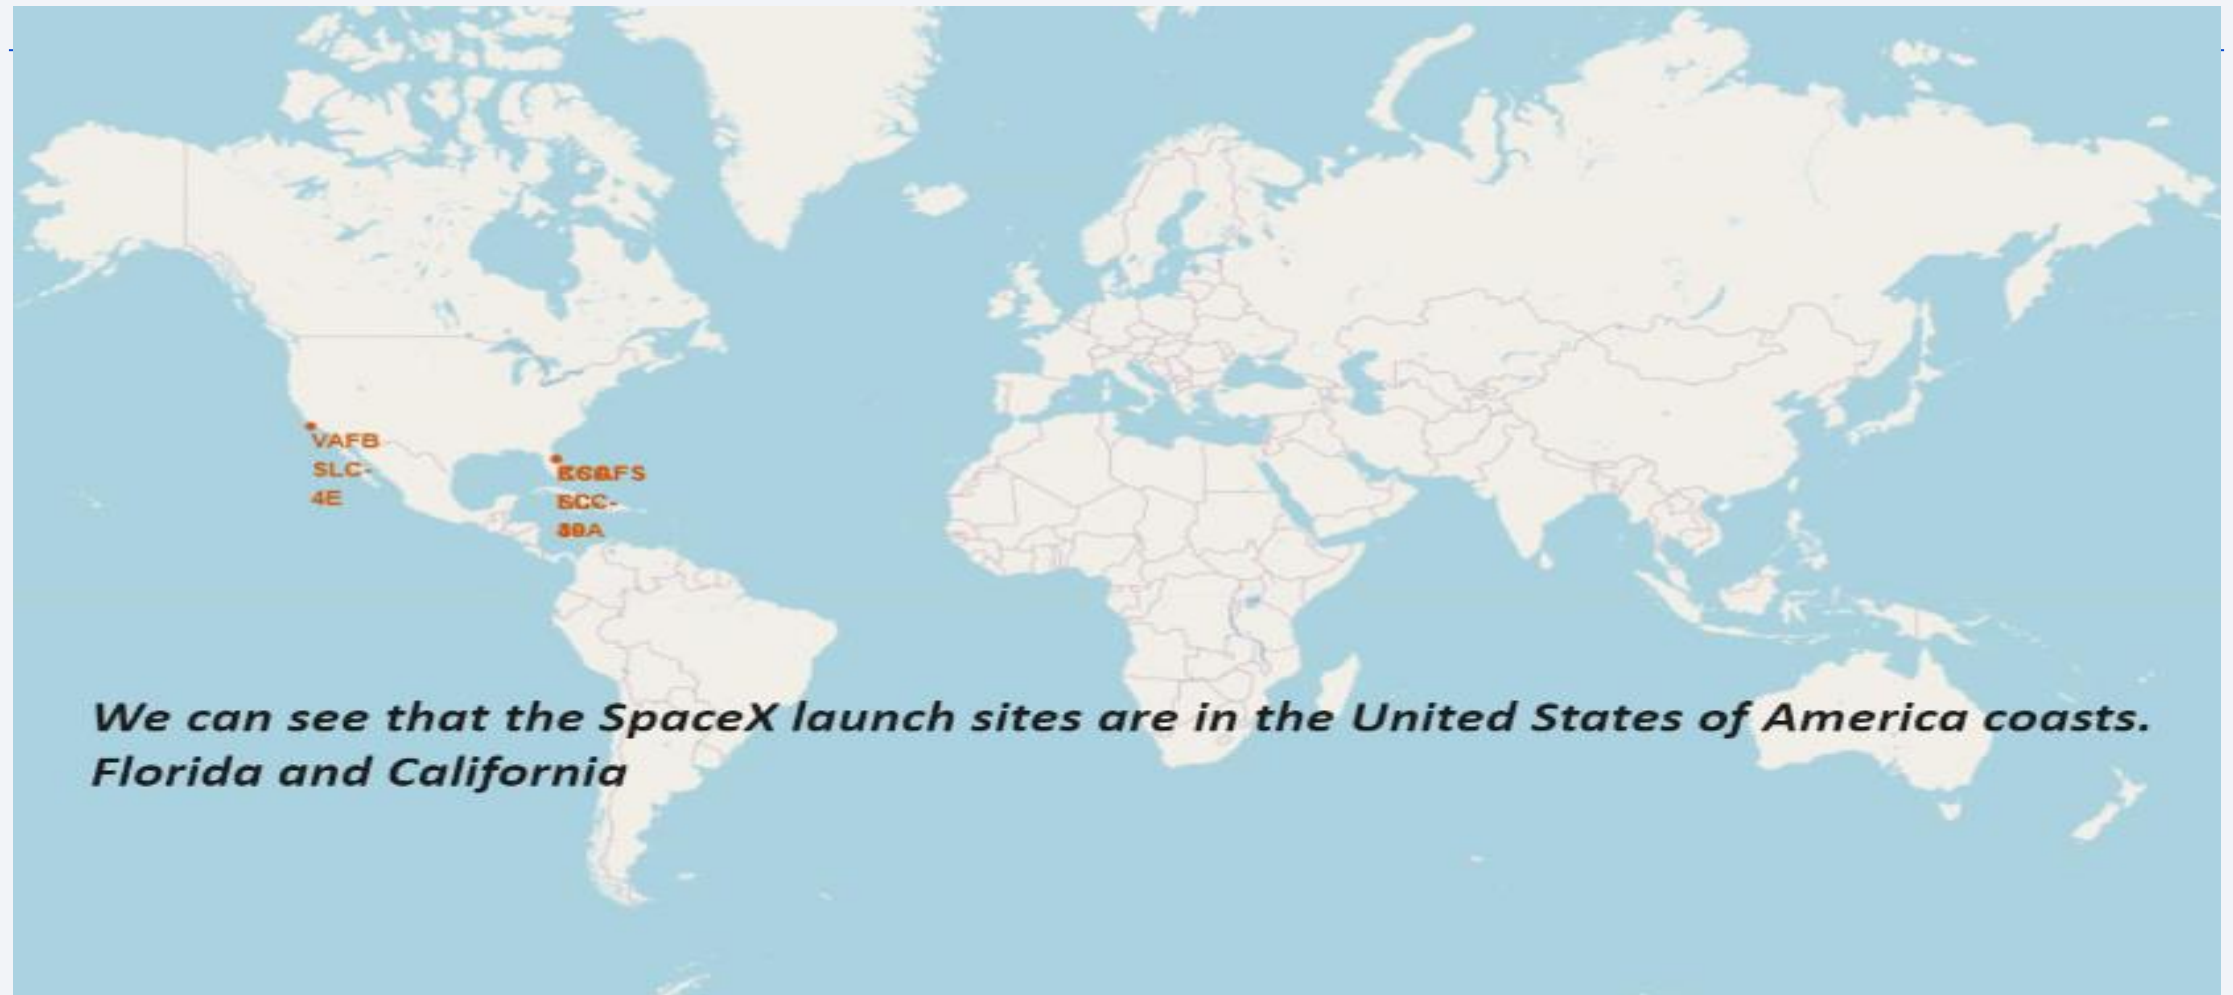 VAFB
SLC-
4E
We can see that the SpaceX launch sites are in the United States of America coasts.
Florida and California